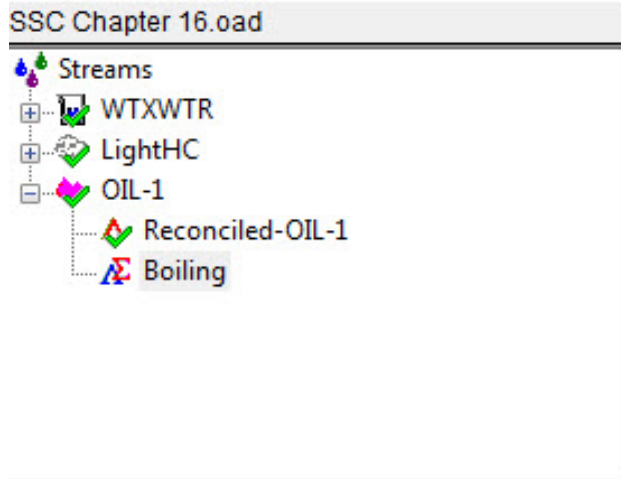 SSC Chapter 16.oad
Streams
WTXWTR
LightHC
OIL-1
Reconciled-OIL-1
Boiling